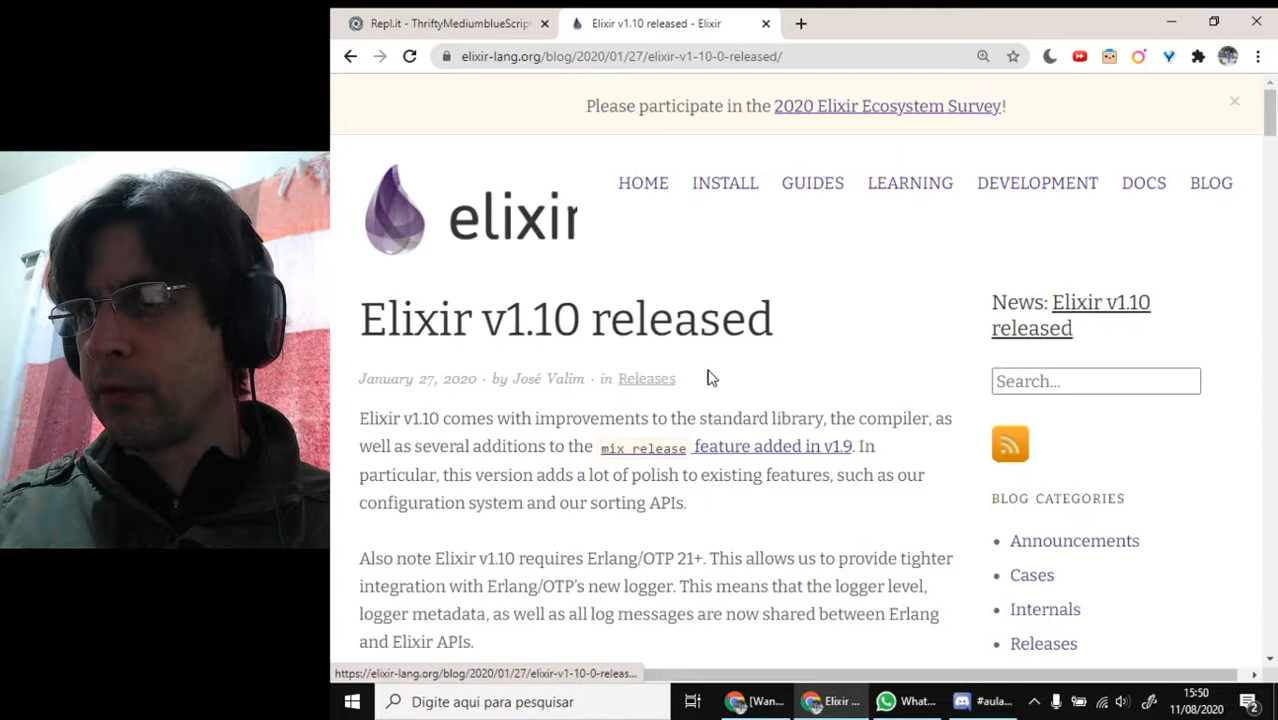 Repl.it - ThriftyMediumblueScript
Elixir v1.10 released - Elixir
elixir-lang.org/blog/2020/01/27/elixir-v1-10-0-released/
Please participate in the 2020 Elixir Ecosystem Survey!
elixir
HOME INSTALL GUIDES LEARNING DEVELOPMENT DOCS BLOG
Elixir v1.10 released
January 27, 2020 · by José Valim · in Releases
Elixir v1.10 comes with improvements to the standard library, the compiler, as
well as several additions to the mix release feature added in v1.9. In
particular, this version adds a lot of polish to existing features, such as our
configuration system and our sorting APIs.
Also note Elixir v1.10 requires Erlang/OTP 21+. This allows us to provide tighter
integration with Erlang/OTP's new logger. This means that the logger level,
logger metadata, as well as all log messages are now shared between Erlang
and Elixir APIs.
News: Elixir v1.10
released
Search...
BLOG CATEGORIES
Announcements
Cases
Internals
Releases
https://elixir-lang.org/blog/2020/01/27/elixir-v1-10-0-releas...
Digite aqui para pesquisar
[Wan...
Elixir ...
What...
#aula...
15:50
11/08/2020
2